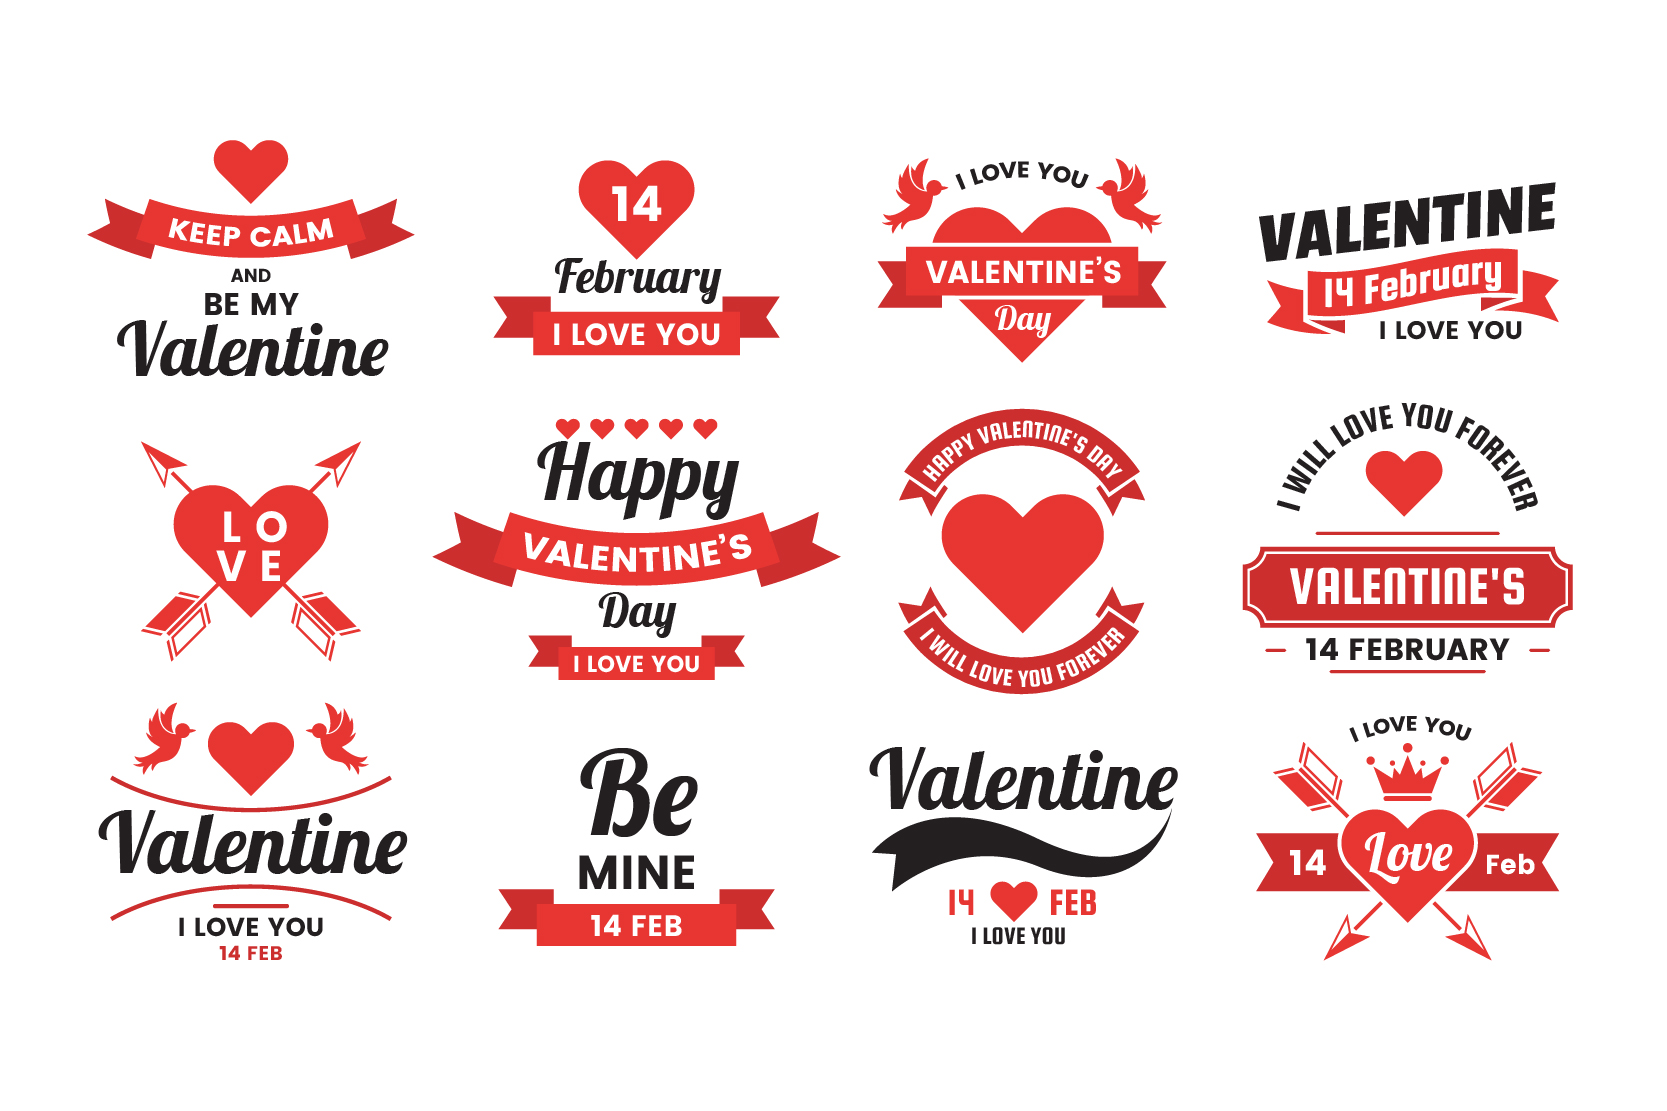 KEEP CALM
AND
BE MY
Valentine
14
February
I LOVE YOU
I LOVE YOU
VALENTINE'S
Day
VALENTINE
14 February
I LOVE YOU
LO
VE
Happy
VALENTINE'S
Day
I LOVE YOU
HAPPY VALENTINE'S DAY
I WILL LOVE YOU FOREVER
I WILL LOVE YOU FOREVER
VALENTINE'S
14 FEBRUARY
Valentine
I LOVE YOU
14 FEB
Be
MINE
14 FEB
Valentine
14 FEB
I LOVE YOU
I LOVE YOU
14 Love Feb